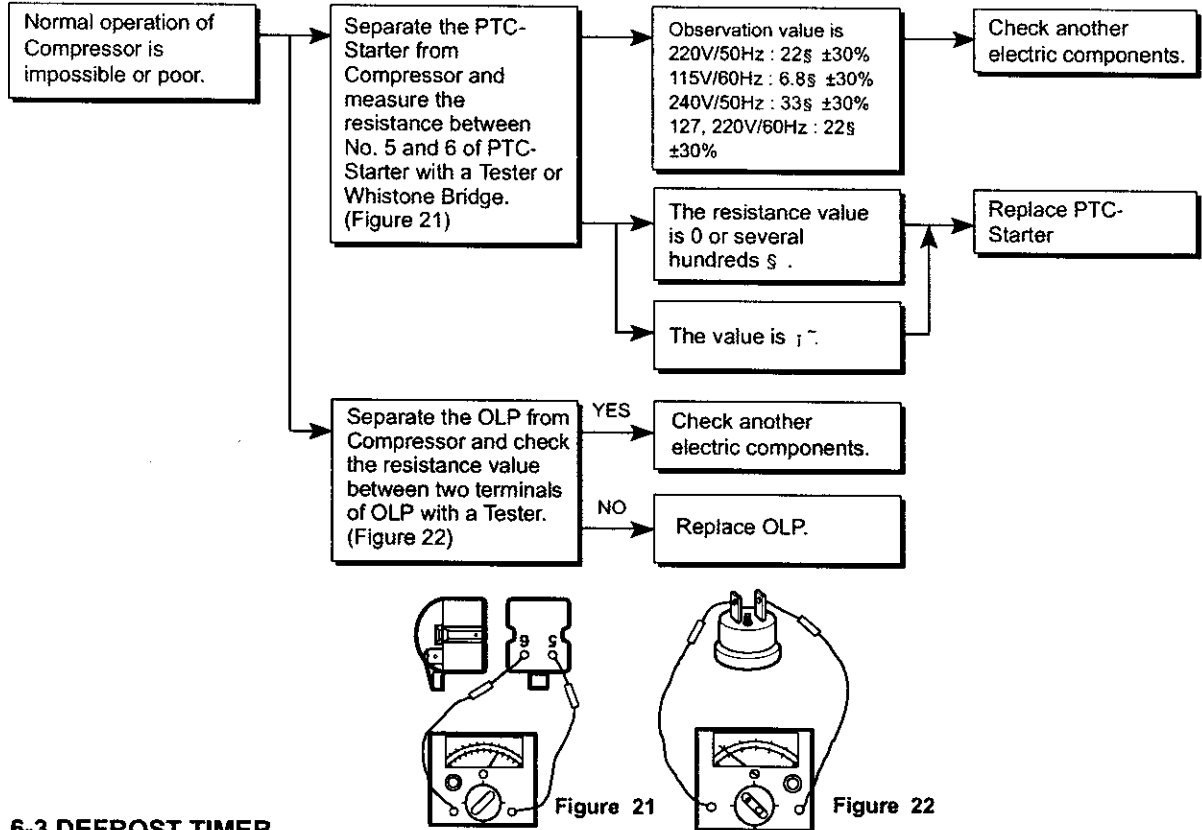 Normal operation of
Compressor is
impossible or poor.
Separate the PTC-
Starter from
Compressor and
measure the
resistance between
No. 5 and 6 of PTC-
Starter with a Tester or
Whistone Bridge.
(Figure 21)
Observation value is
220V/50Hz : 22§ ±30%
115V/60Hz : 6.8§ ±30%
240V/50Hz : 33§ ±30%
127, 220V/60Hz : 22§
±30%
Check another
electric components.
The resistance value
is 0 or several
hundreds § .
The value is ¡˜.
Replace PTC-
Starter
Separate the OLP from
Compressor and check
the resistance value
between two terminals
of OLP with a Tester.
(Figure 22)
YES
Check another
electric components.
NO
Replace OLP.
6 5
Figure 21
Figure 22
6-3 DEFROST TIMER